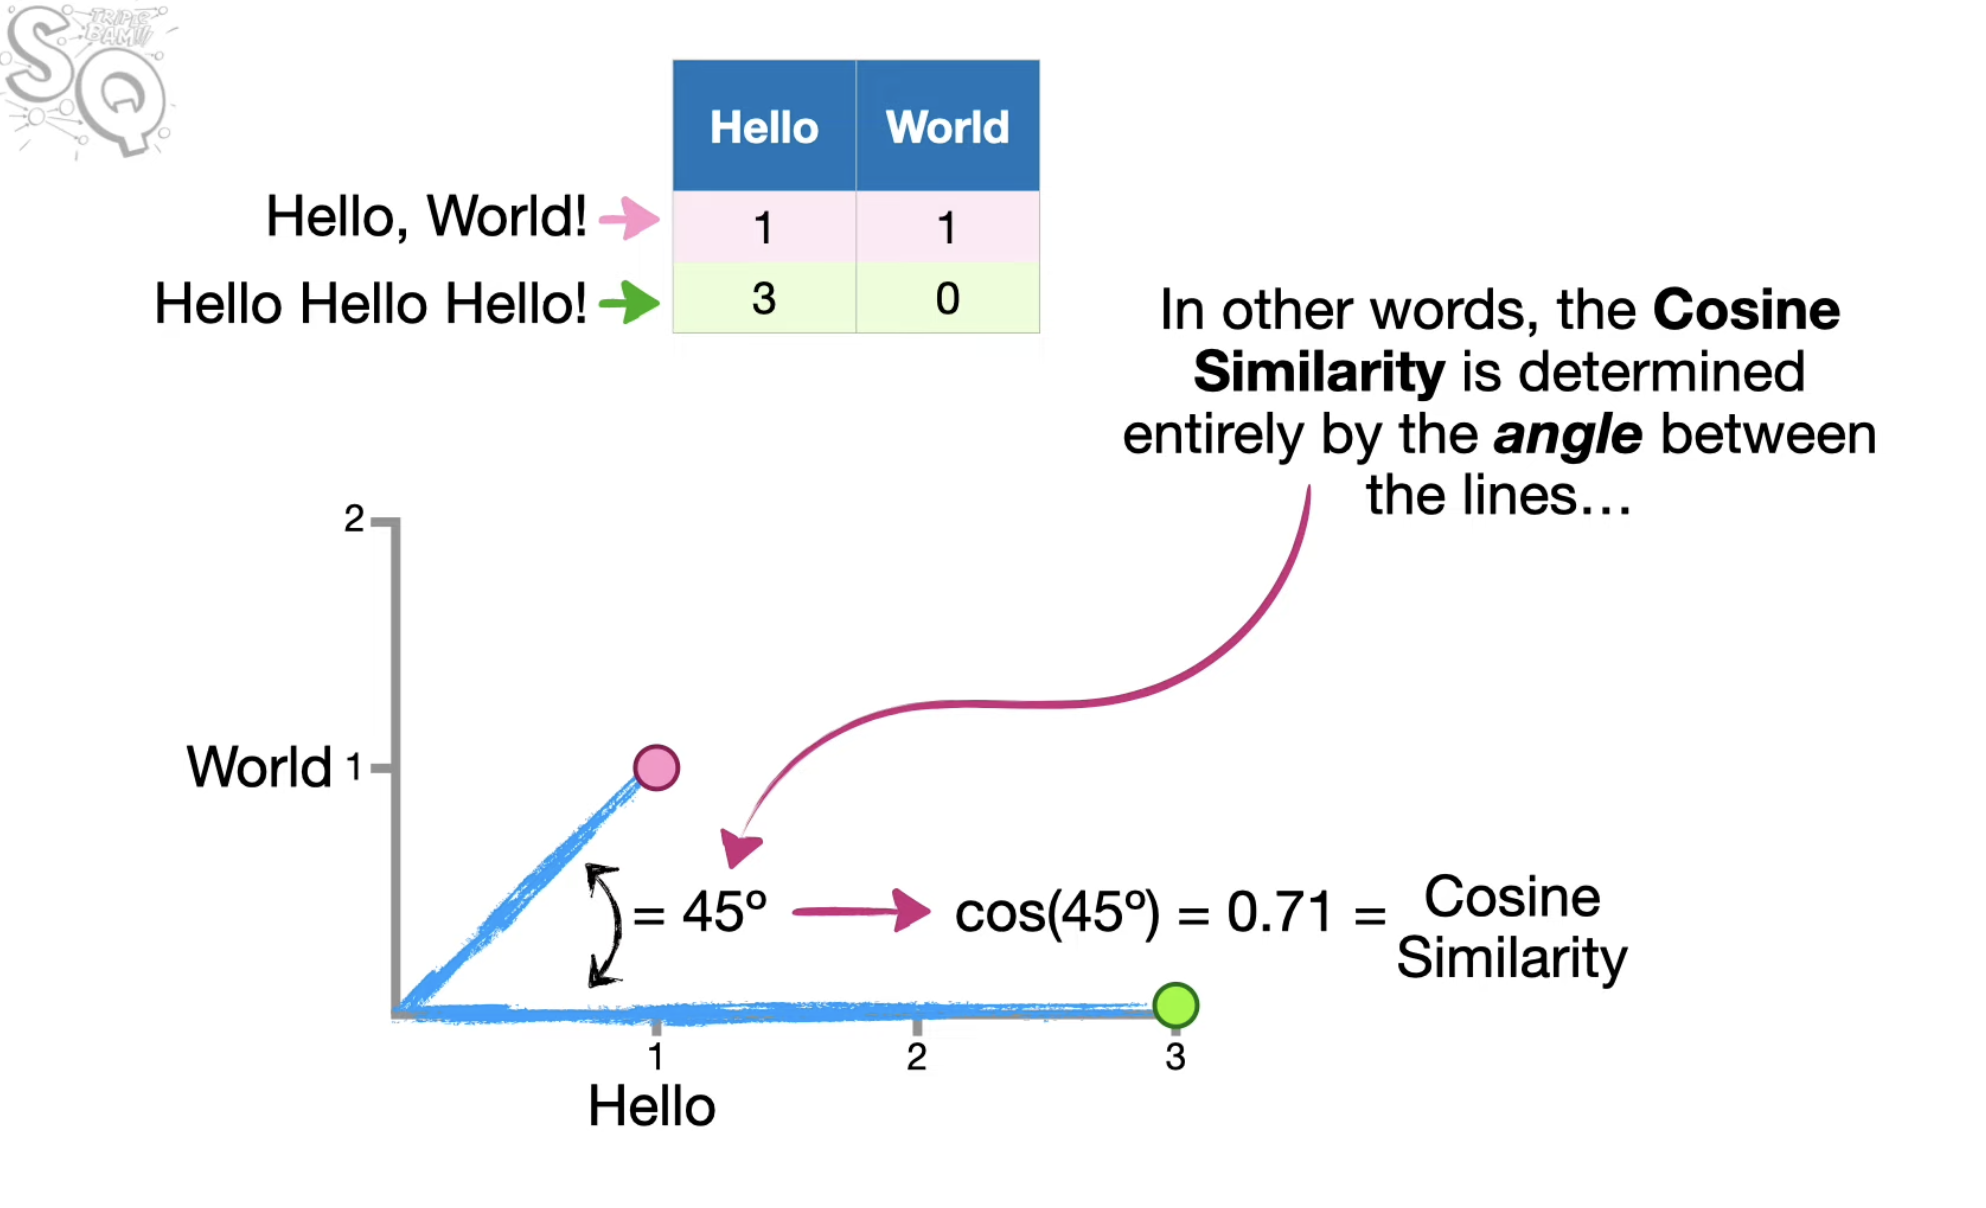 SQ
TRIPLE
BAM!!!
Hello World
Hello, World! 1 1
Hello Hello Hello! 3 0
In other words, the Cosine
Similarity is determined
entirely by the angle between
the lines…
2
World 1
= 45º cos(45º) = 0.71 = Cosine
Similarity
1 2 3
Hello